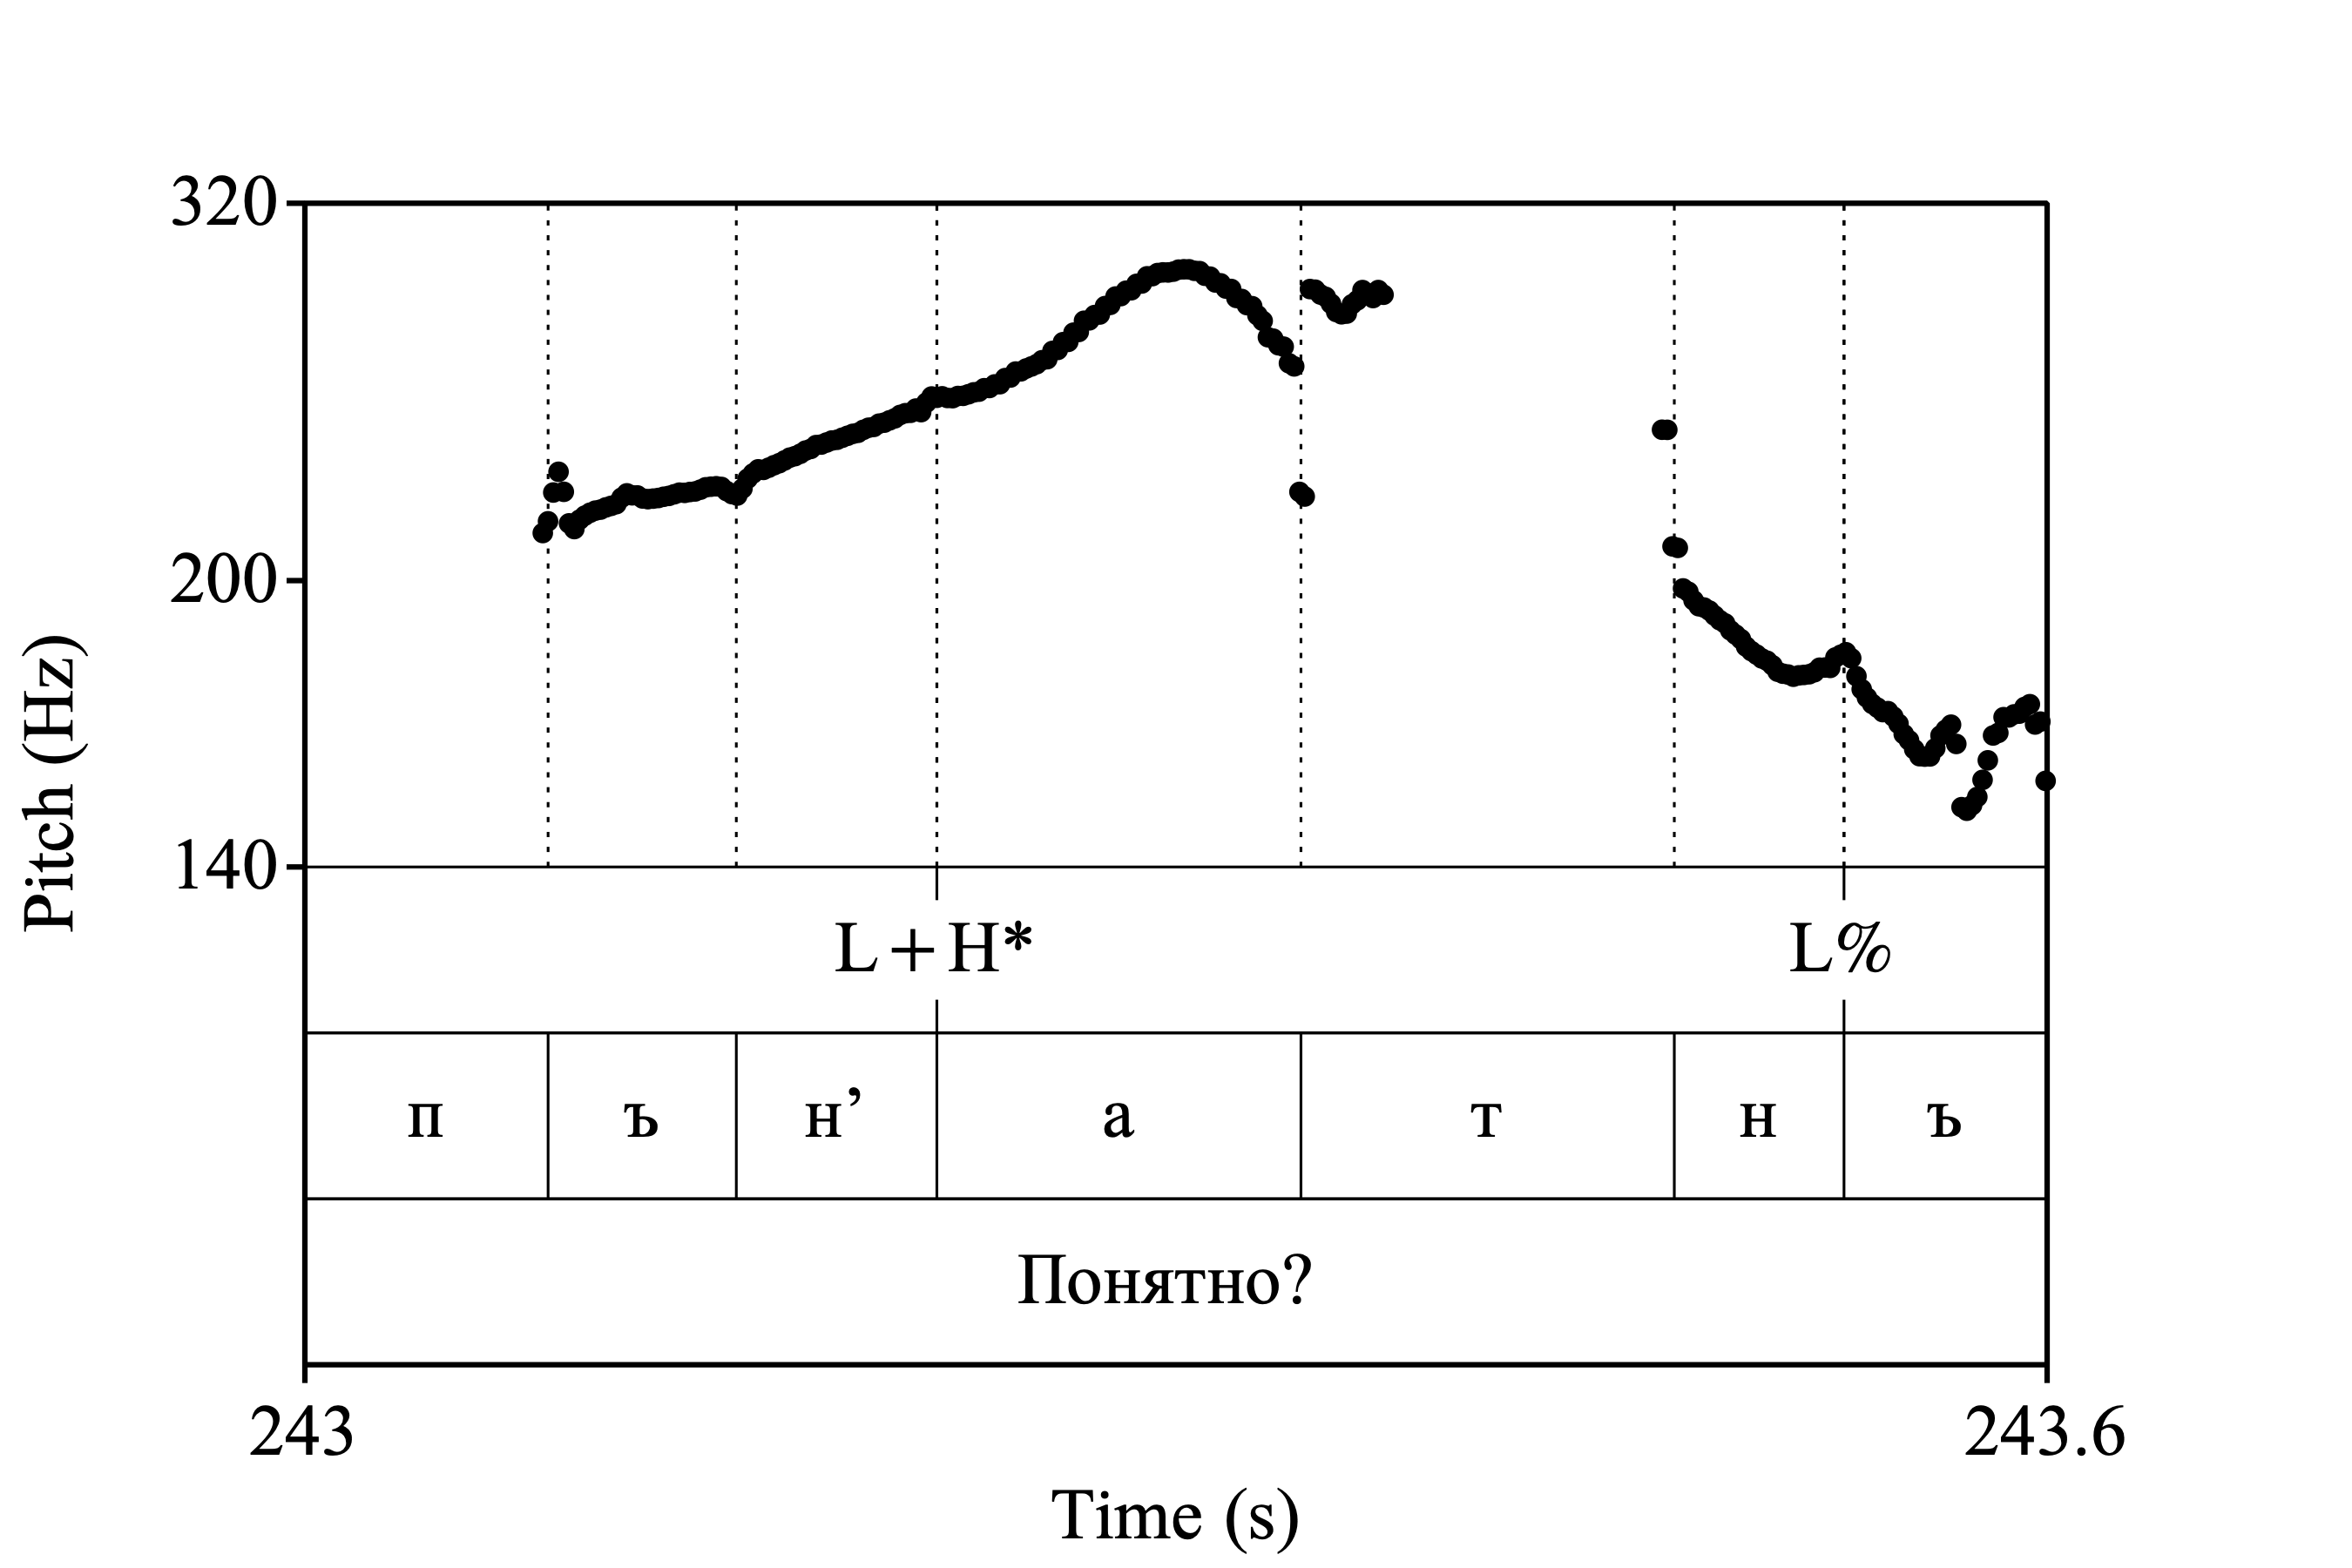 320
200
140
Pitch (Hz)
L + H* L%
п ъ н’ а т н ъ
Понятно?
243 243.6
Time (s)